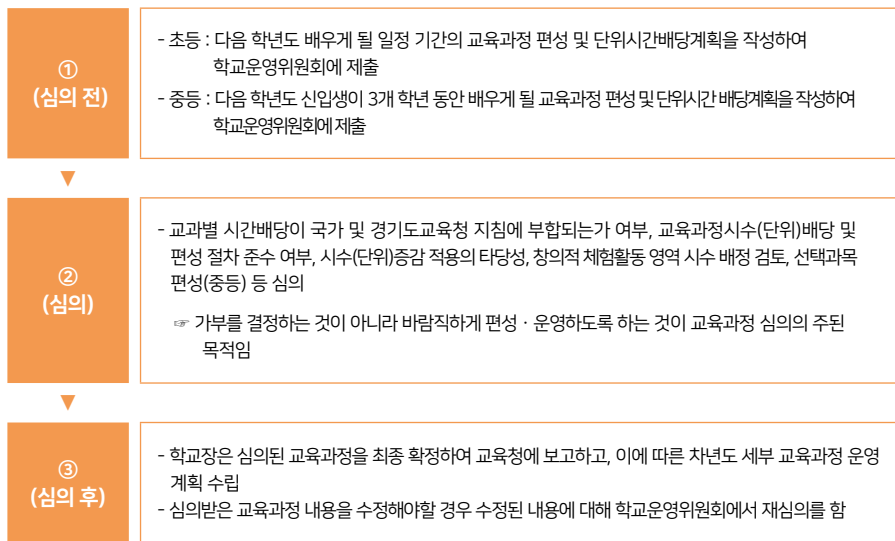 ①
(심의 전)
- 초등 : 다음 학년도 배우게 될 일정 기간의 교육과정 편성 및 단위시간배당계획을 작성하여
학교운영위원회에 제출
- 중등 : 다음 학년도 신입생이 3개 학년 동안 배우게 될 교육과정 편성 및 단위시간 배당계획을 작성하여
학교운영위원회에 제출
▼
②
(심의)
- 교과별 시간배당이 국가 및 경기도교육청 지침에 부합되는가 여부, 교육과정시수(단위)배당 및
편성 절차 준수 여부, 시수(단위)증감 적용의 타당성, 창의적 체험활동 영역 시수 배정 검토, 선택과목
편성(중등) 등 심의
☞ 가부를 결정하는 것이 아니라 바람직하게 편성 · 운영하도록 하는 것이 교육과정 심의의 주된
목적임
▼
③
(심의 후)
- 학교장은 심의된 교육과정을 최종 확정하여 교육청에 보고하고, 이에 따른 차년도 세부 교육과정 운영
계획 수립
- 심의받은 교육과정 내용을 수정해야할 경우 수정된 내용에 대해 학교운영위원회에서 재심의를 함